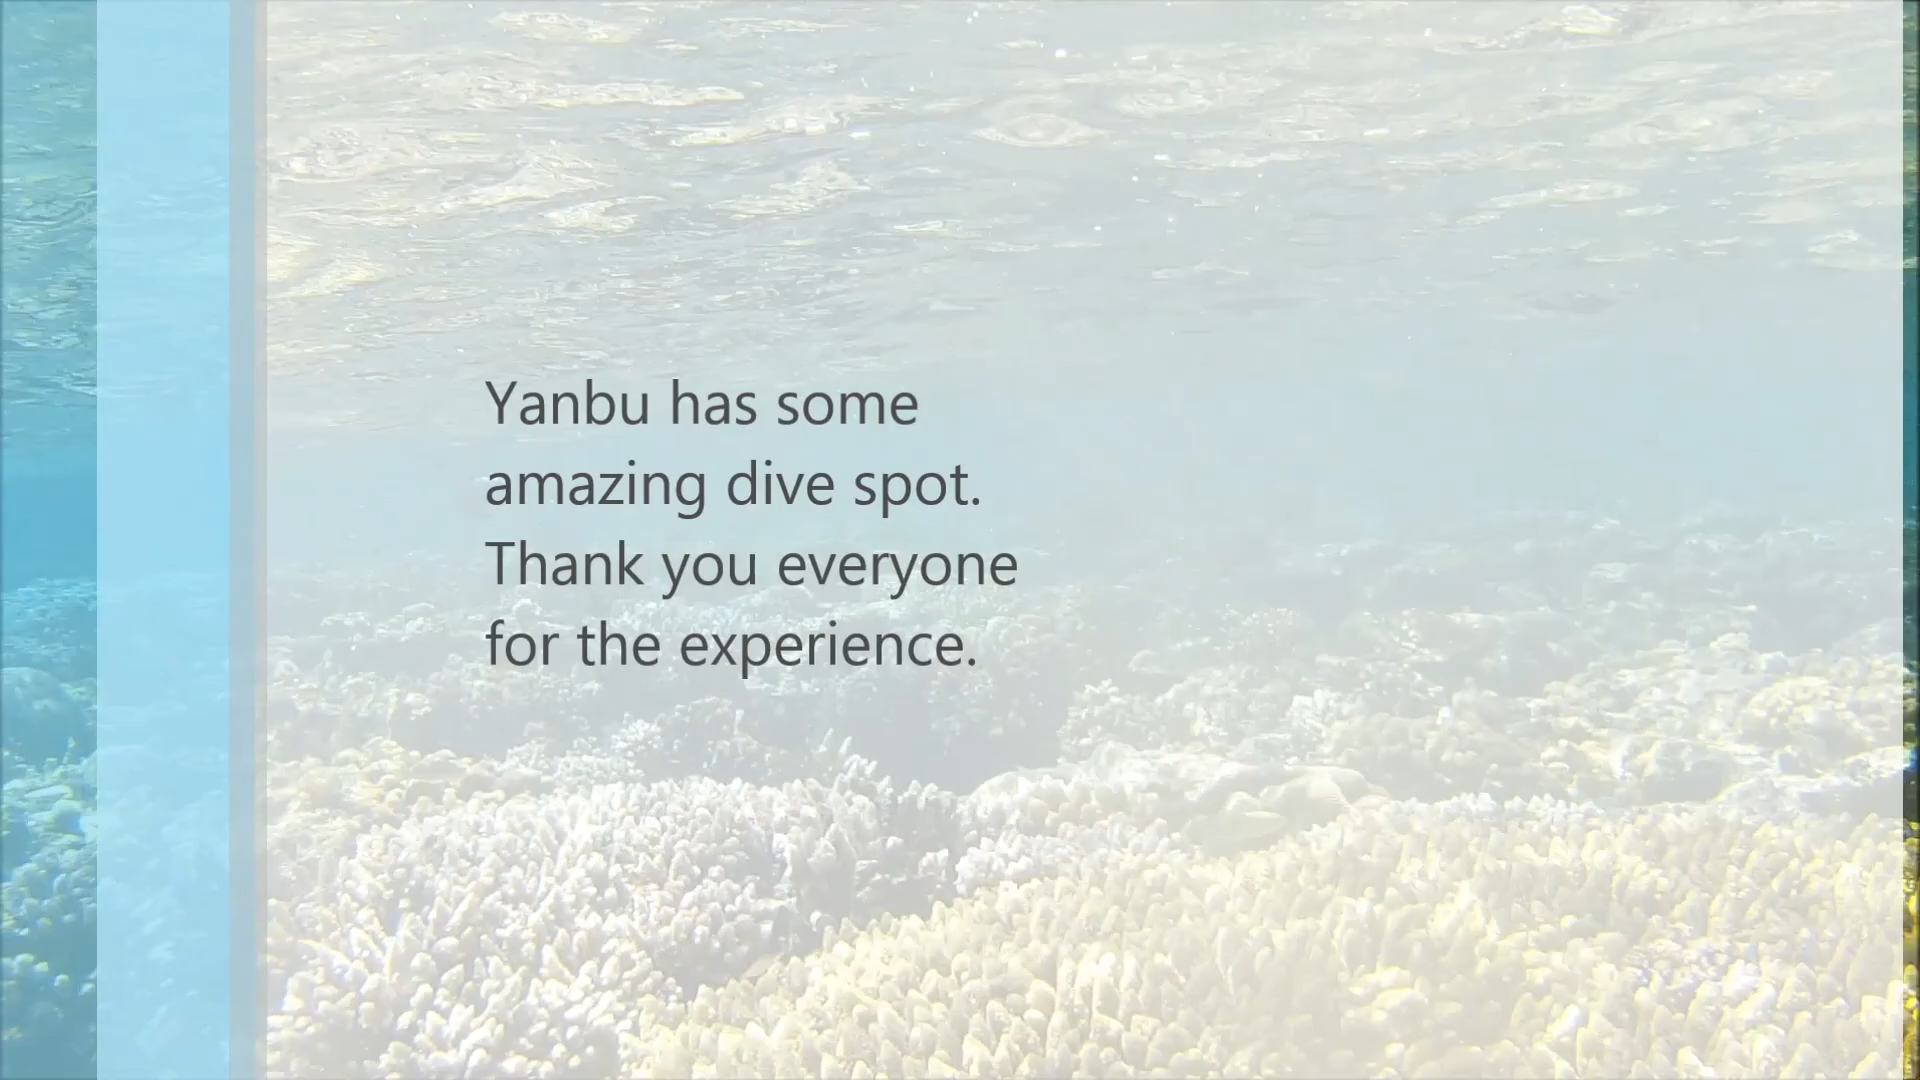 Yanbu has some
amazing dive spot.
Thank you everyone
for the experience.